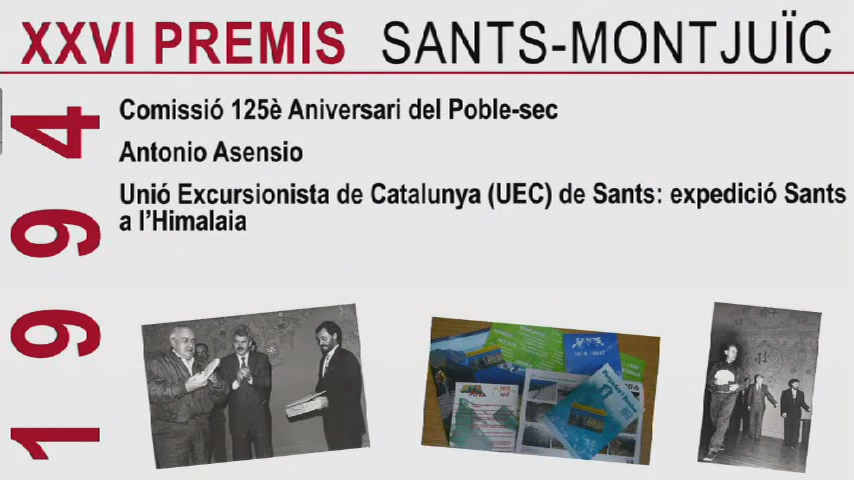 XXVI PREMIS SANTS-MONTJUÏC
1994
Comissió 125è Aniversari del Poble-sec
Antonio Asensio
Unió Excursionista de Catalunya (UEC) de Sants: expedició Sants
a l'Himalaia